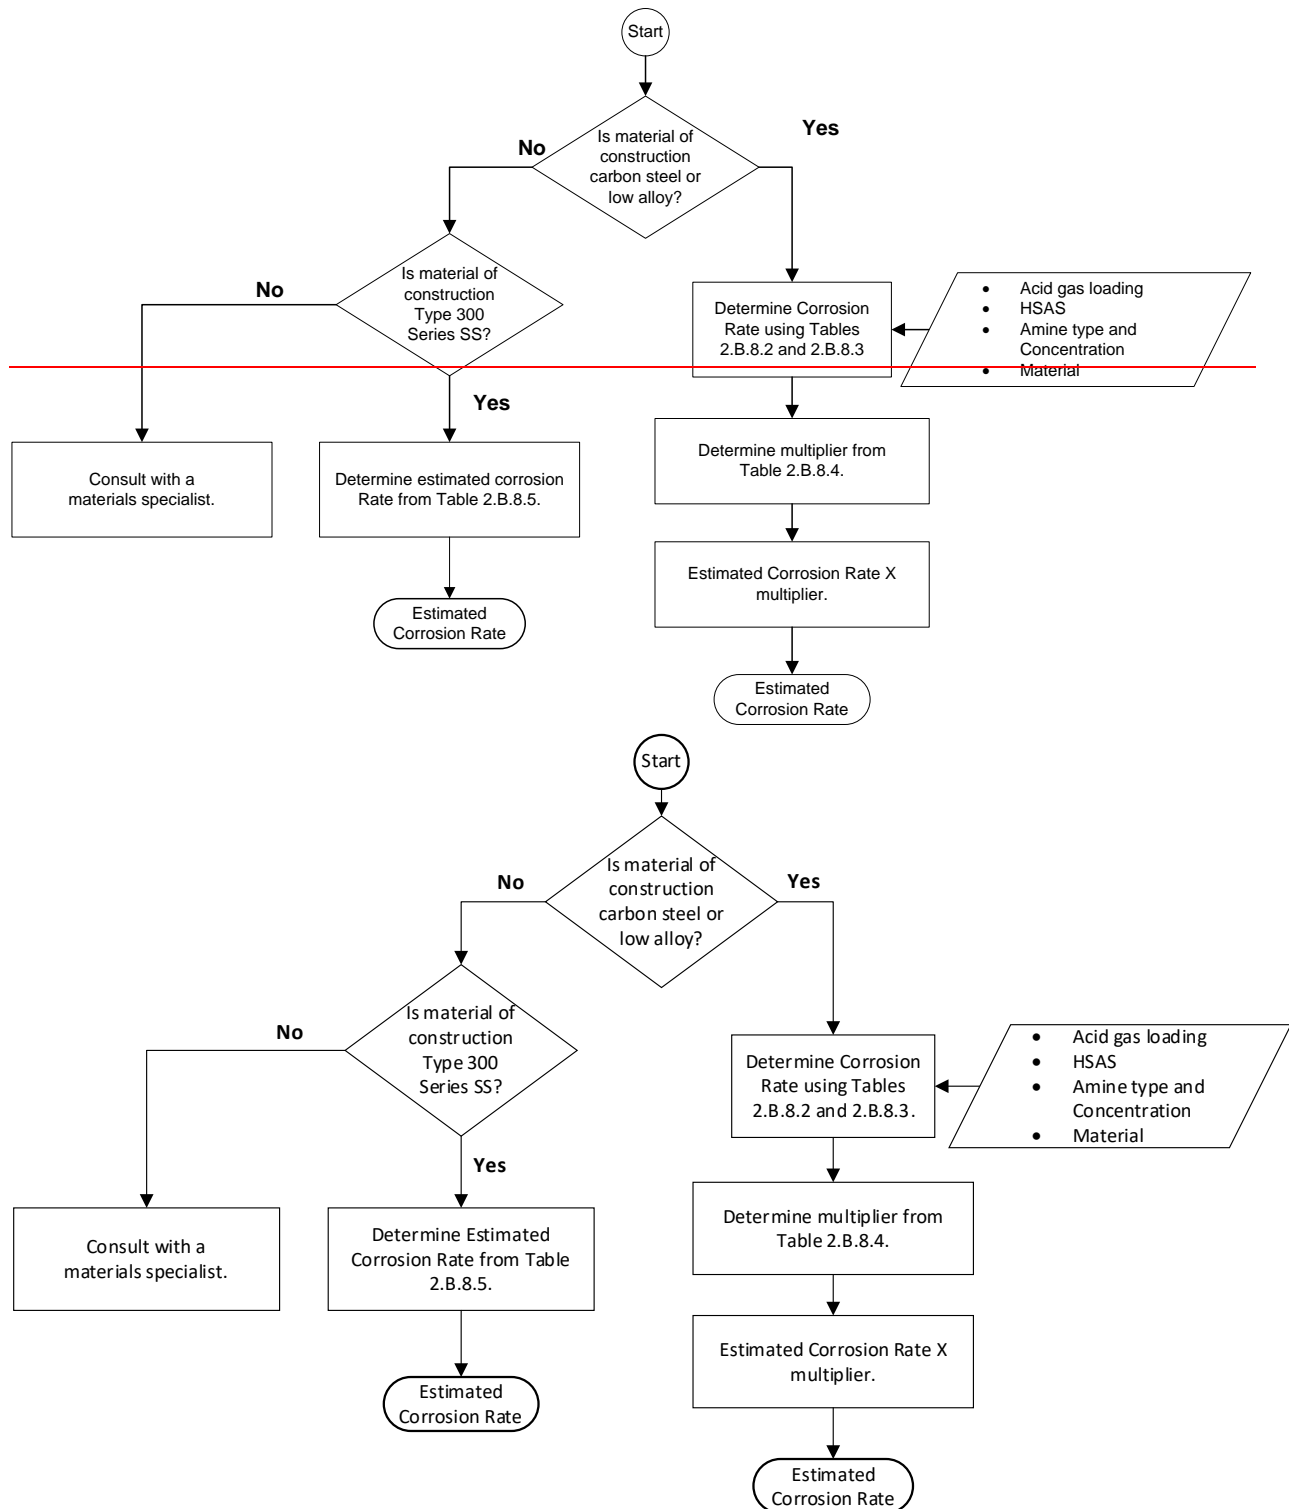 Start
Is material of
construction
carbon steel or
low alloy?
No
Yes
Is material of
construction
Type 300
Series SS?
No
Yes
Determine Corrosion
Rate using Tables
2.B.8.2 and 2.B.8.3
• Acid gas loading
• HSAS
• Amine type and
Concentration
• Material
Consult with a
materials specialist.
Determine estimated corrosion
Rate from Table 2.B.8.5.
Determine multiplier from
Table 2.B.8.4.
Estimated Corrosion Rate X
multiplier.
Estimated
Corrosion Rate
Estimated
Corrosion Rate
Start
Is material of
construction
carbon steel or
low alloy?
No
Yes
Is material of
construction
Type 300
Series SS?
No
Yes
Determine Corrosion
Rate using Tables
2.B.8.2 and 2.B.8.3.
• Acid gas loading
• HSAS
• Amine type and
Concentration
• Material
Consult with a
materials specialist.
Determine Estimated
Corrosion Rate from Table
2.B.8.5.
Determine multiplier from
Table 2.B.8.4.
Estimated Corrosion Rate X
multiplier.
Estimated
Corrosion Rate
Estimated
Corrosion Rate